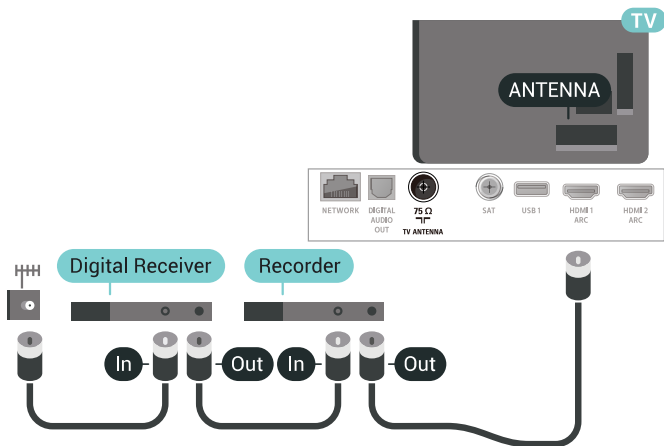 TV
ANTENNA
NETWORK
DIGITAL
AUDIO
OUT
75 Ω
TV ANTENNA
SAT
USB 1
HDMI 1
ARC
HDMI 2
ARC
Digital Receiver
Recorder
In
Out
In
Out